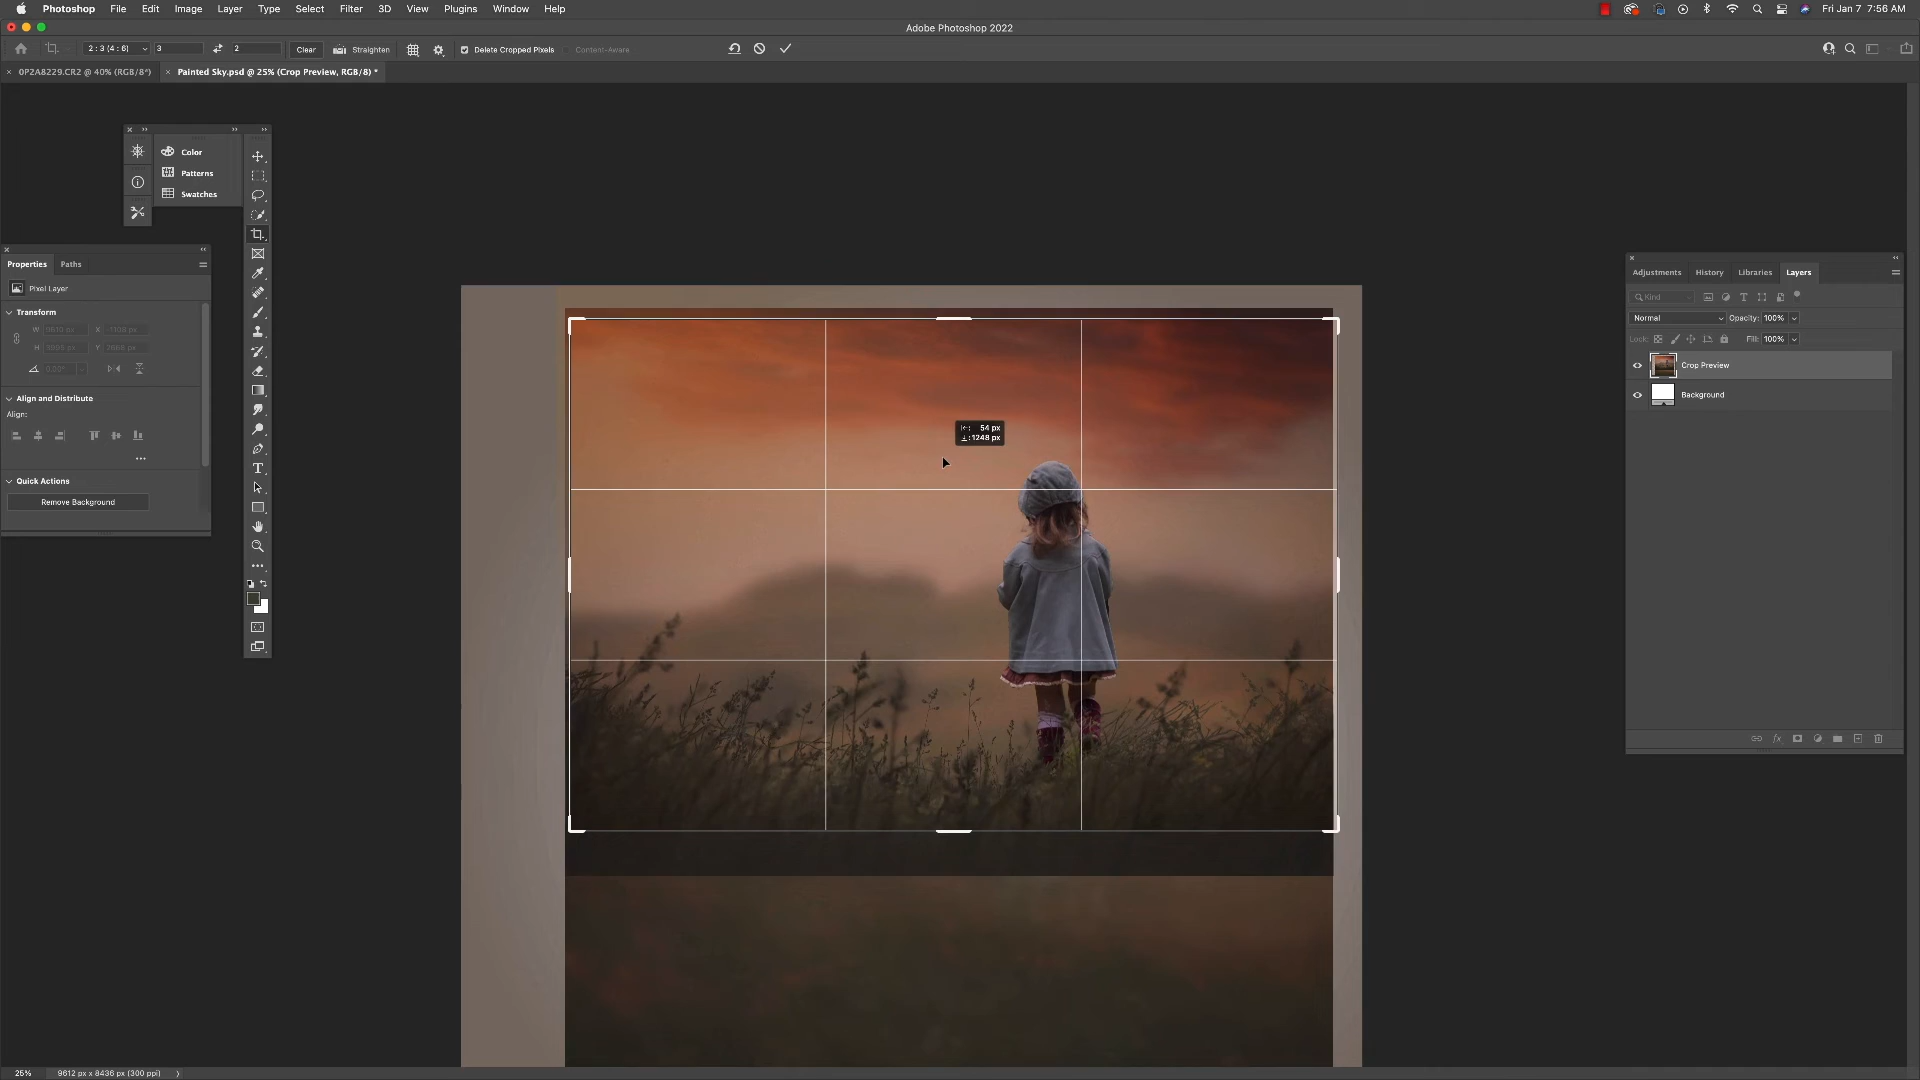 Photoshop File Edit Image Layer Type Select Filter 3D View Plugins Window Help Fri Jan 7 7:56 AM
Adobe Photoshop 2022
2 : 3 (4 : 6) 3 2 Clear Straighten Delete Cropped Pixels Content-Aware
0P2A8229.CR2 @ 40% (RGB/8*) Painted Sky.psd @ 25% (Crop Preview, RGB/8) *
Color
Patterns
Swatches
Properties Paths
Pixel Layer
Transform
W X
H Y
0.00°
Align and Distribute
Align:
Quick Actions
Remove Background
54 px
1248 px
Adjustments History Libraries Layers
Kind
Normal Opacity: 100%
Lock: Fill: 100%
Crop Preview
Background
25% 9612 px x 8436 px (300 ppi)